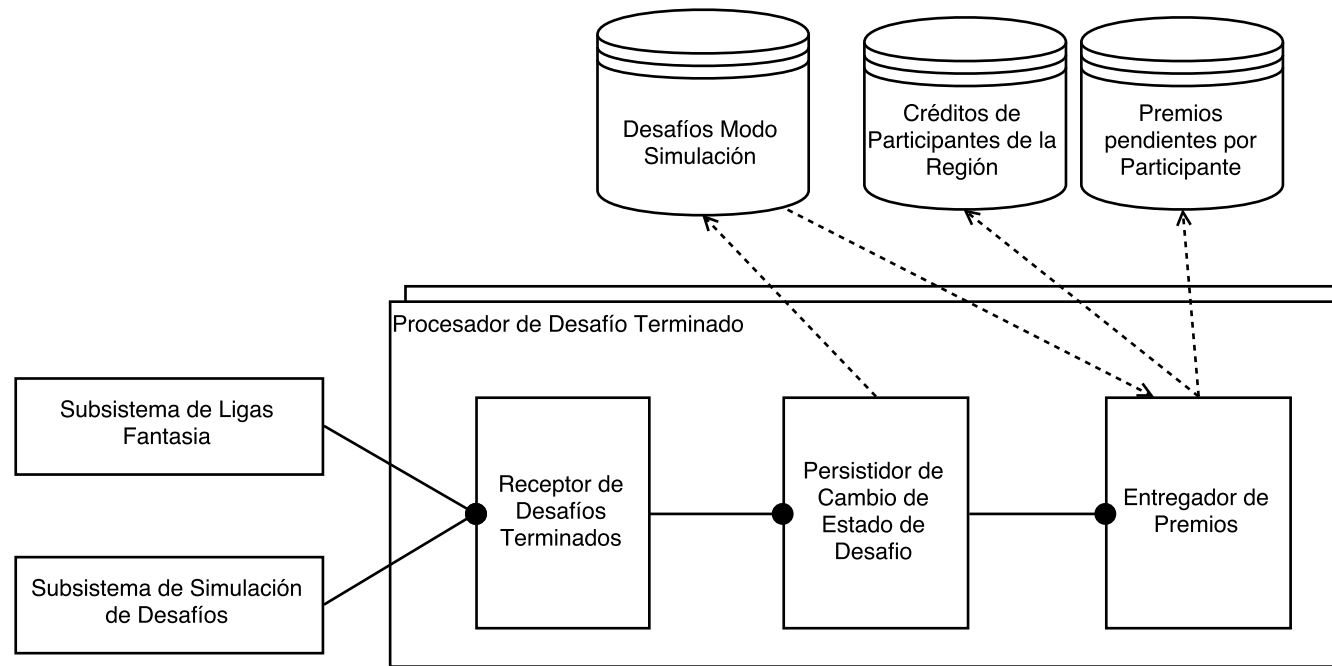 Desafíos Modo
Simulación
Créditos de
Participantes de la
Región
Premios
pendientes por
Participante
Procesador de Desafío Terminado
Subsistema de Ligas
Fantasia
Subsistema de Simulación
de Desafíos
Receptor de
Desafíos
Terminados
Persistidor de
Cambio de
Estado de
Desafio
Entregador de
Premios